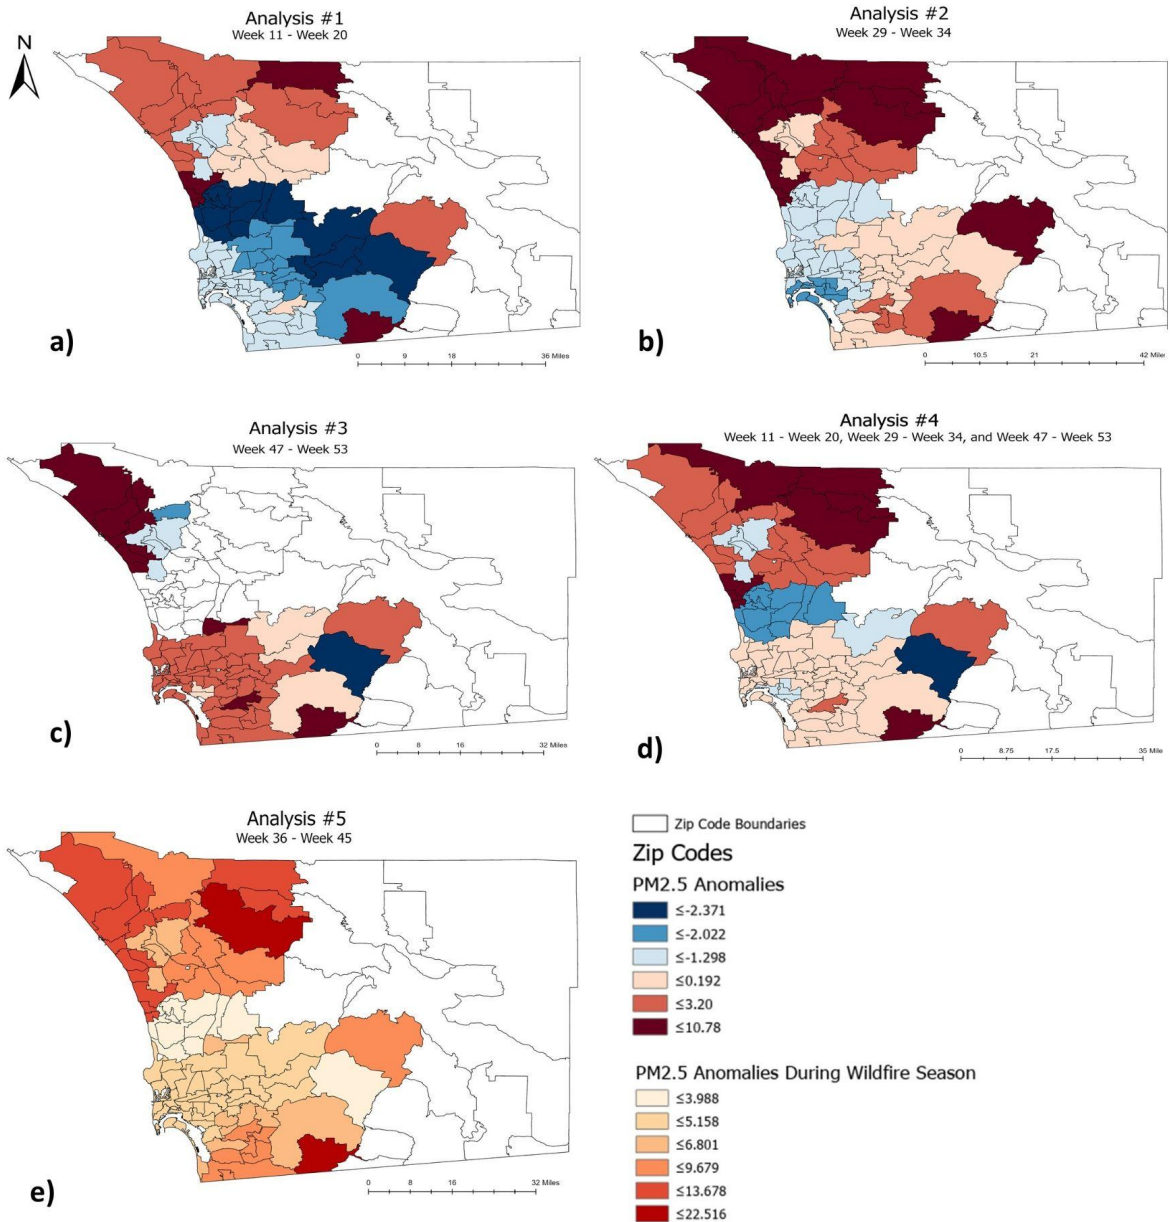 Analysis #1
Week 11 - Week 20
N
a)
0 9 18 36 Miles
Analysis #2
Week 29 - Week 34
b)
0 10.5 21 42 Miles
Analysis #3
Week 47 - Week 53
c)
0 8 16 32 Miles
Analysis #4
Week 11 - Week 20, Week 29 - Week 34, and Week 47 - Week 53
d)
0 8.75 17.5 35 Mile
Analysis #5
Week 36 - Week 45
e)
0 8 16 32 Miles
Zip Code Boundaries
Zip Codes
PM2.5 Anomalies
≤-2.371
≤-2.022
≤-1.298
≤0.192
≤3.20
≤10.78
PM2.5 Anomalies During Wildfire Season
≤3.988
≤5.158
≤6.801
≤9.679
≤13.678
≤22.516